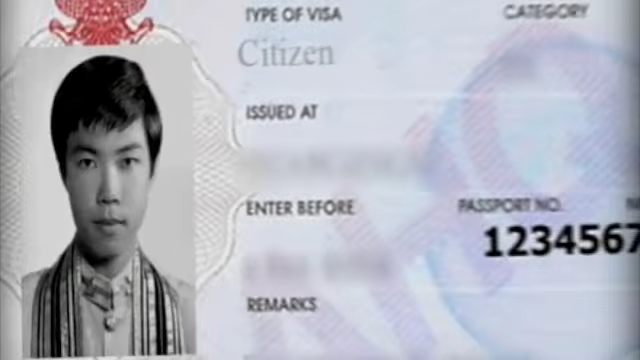 TYPE OF VISA
CATEGORY
Citizen
ISSUED AT
ENTER BEFORE
PASSPORT NO.
1234567
REMARKS